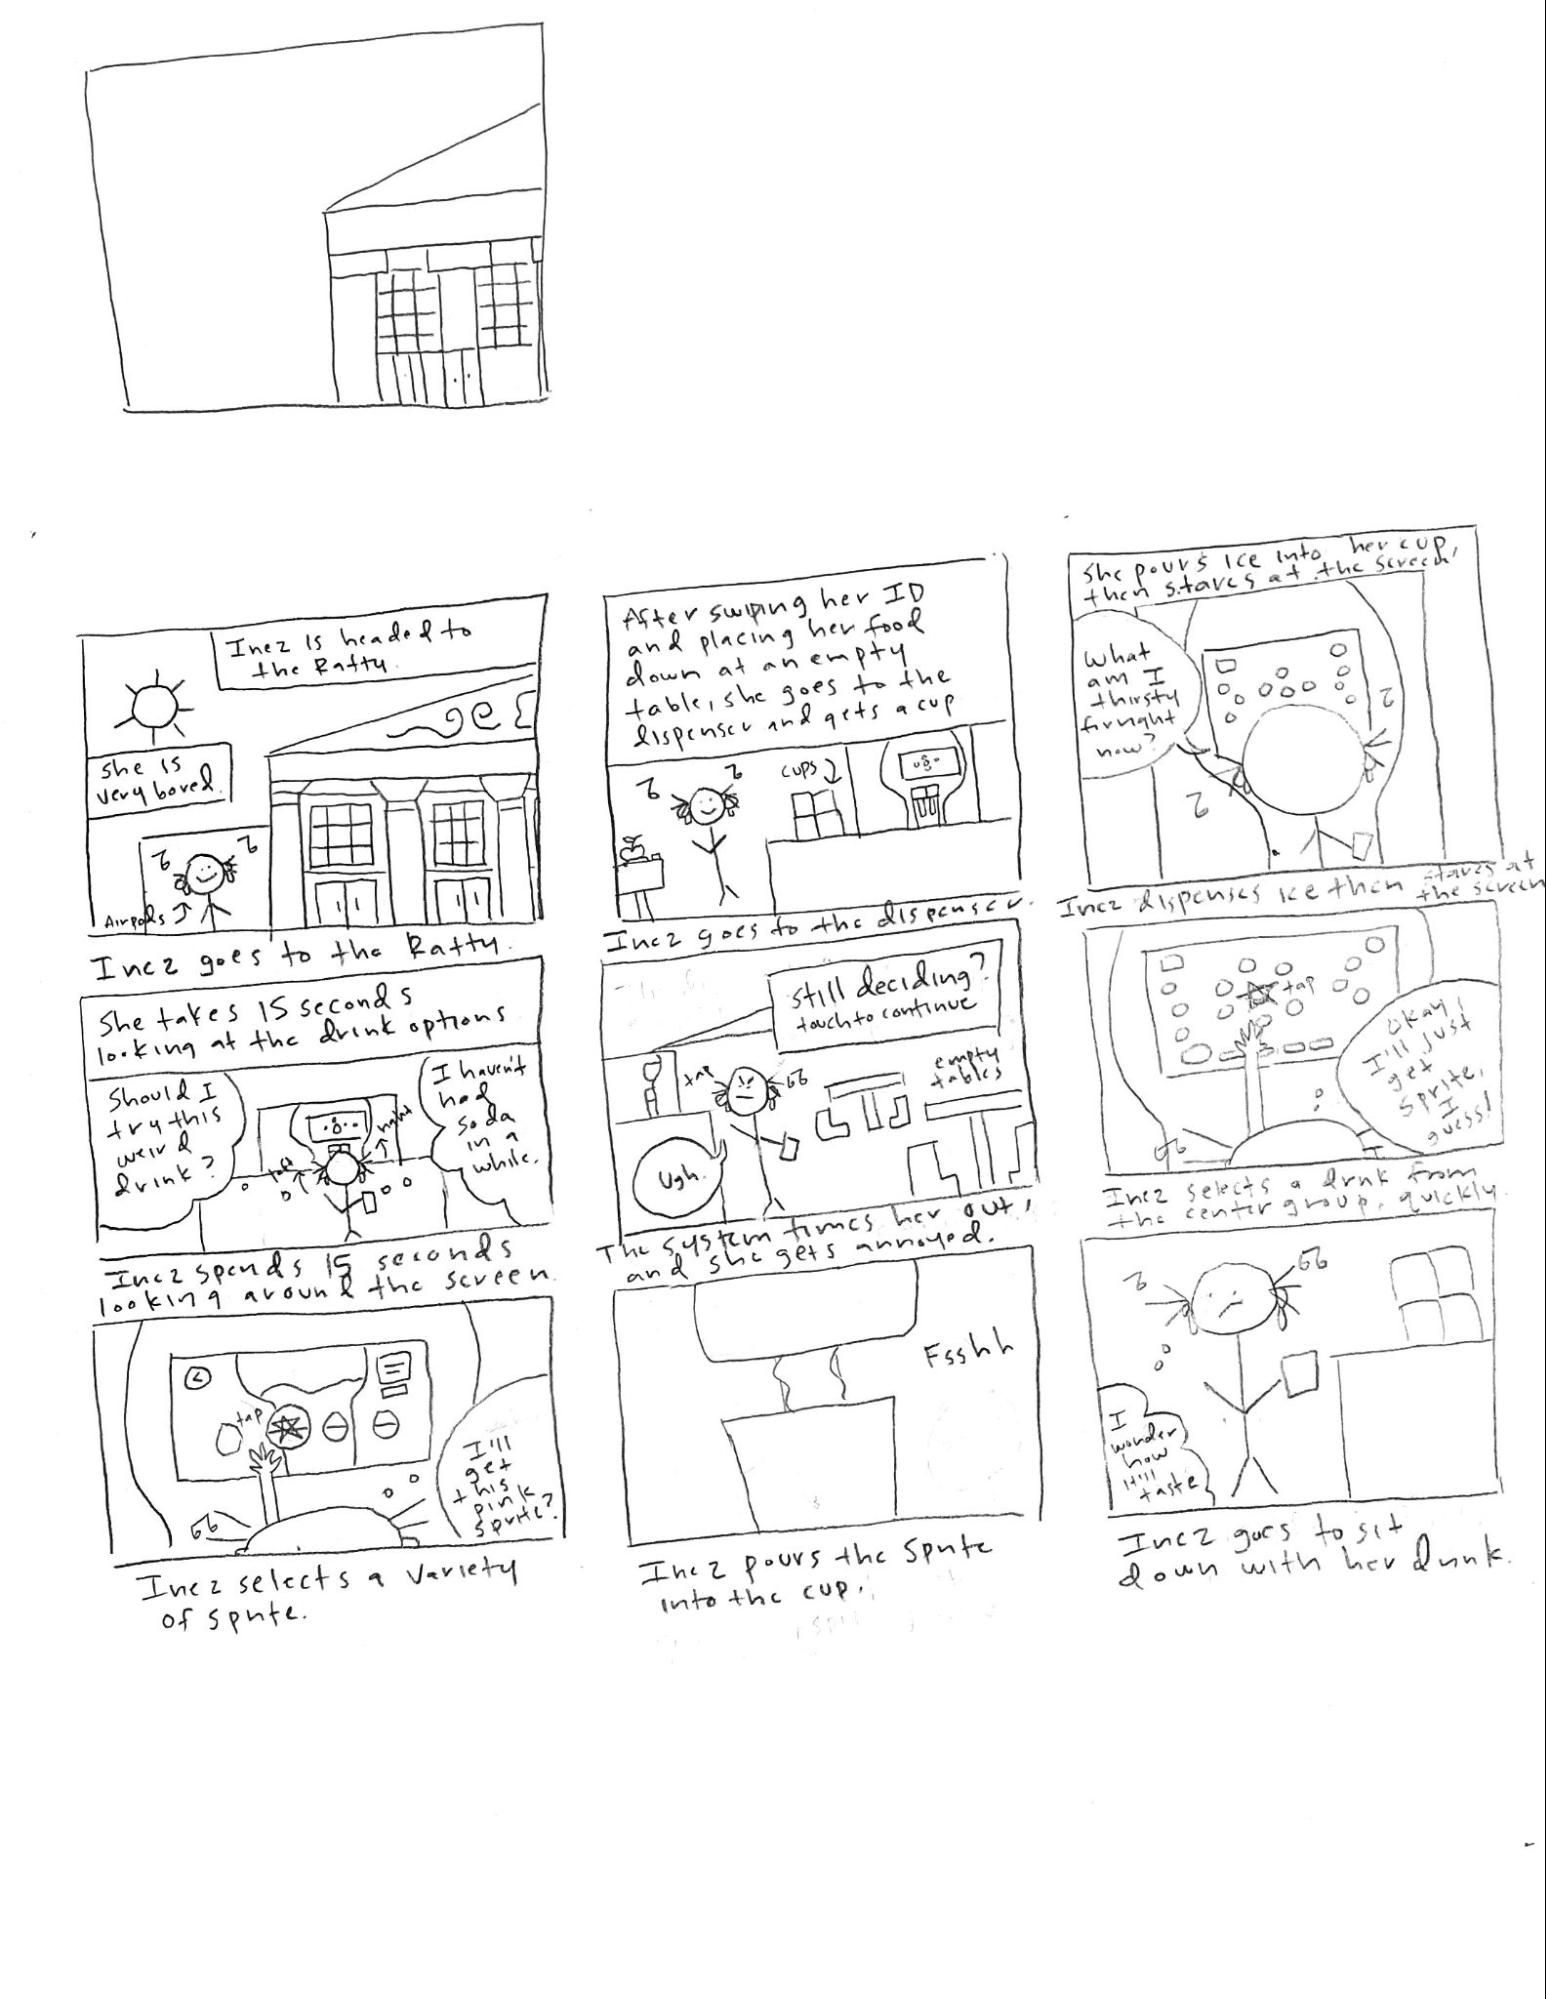 Inez is headed to
the Ratty.
she is
very bored.
Airpods
Inez goes to the Ratty.
After swiping her ID
and placing her food
down at an empty
table, she goes to the
dispenser and gets a cup
cups
Inez goes to the dispenser.
She pours ice into her cup,
then stares at the screen.
What
am I
thirsty
for right
now?
Inez dispenses ice then stares at
the screen
She takes 15 seconds
looking at the drink options
Should I
try this
weird
drink?
I haven't
had
soda
in a
while.
right
Inez spends 15 seconds
looking around the screen.
still deciding?
touch to continue
tap
empty
tables
Ugh.
The system times her out,
and she gets annoyed.
tap
okay,
I'll just
get
sprite,
I
guess!
Inez selects a drink from
the center group, quickly.
tap
I'll
get
this
pink
sprite?
Inez selects a variety
of sprite.
Fsshh
Inez pours the sprite
into the cup.
I
wonder
how
it'll
taste
Inez goes to sit
down with her drink.